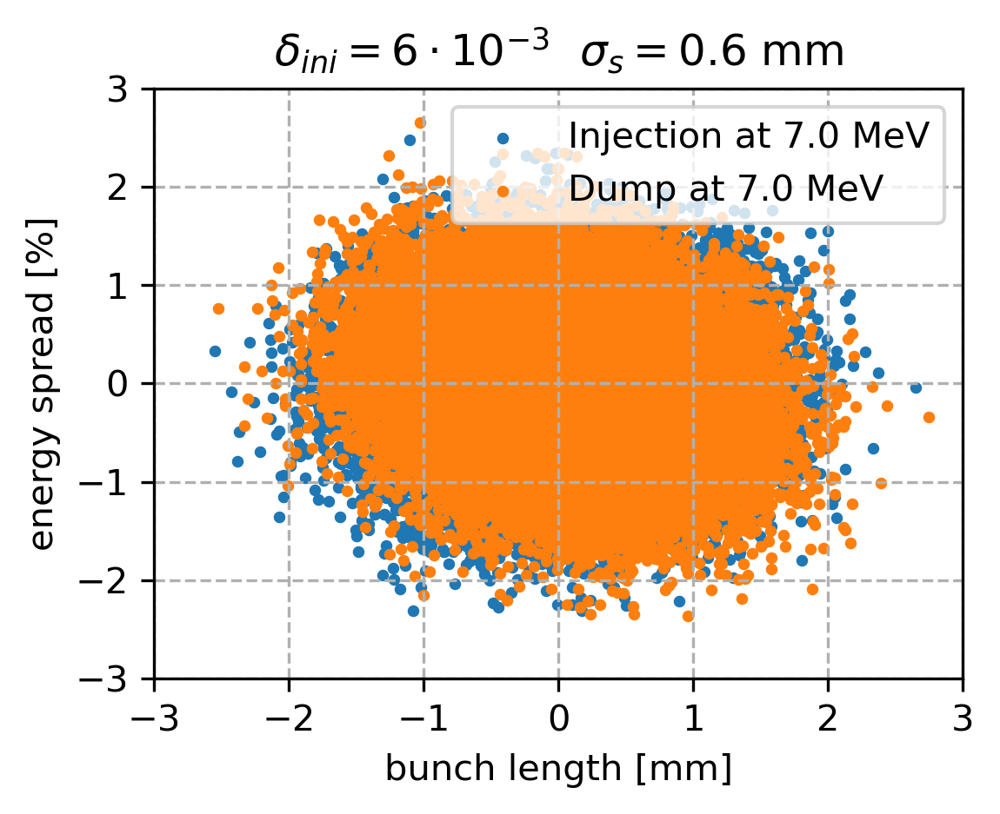 δ_ini = 6 · 10⁻³ σ_s = 0.6 mm
Injection at 7.0 MeV
Dump at 7.0 MeV
energy spread [%]
3
2
1
0
−1
−2
−3
−3 −2 −1 0 1 2 3
bunch length [mm]